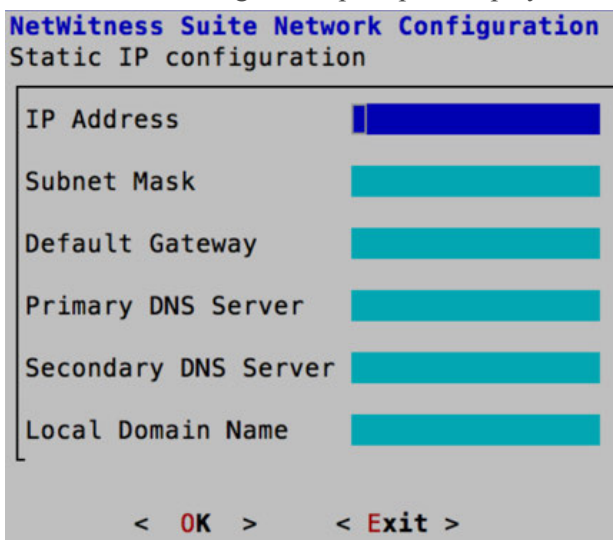 NetWitness Suite Network Configuration
Static IP configuration
IP Address
Subnet Mask
Default Gateway
Primary DNS Server
Secondary DNS Server
Local Domain Name
< OK > < Exit >